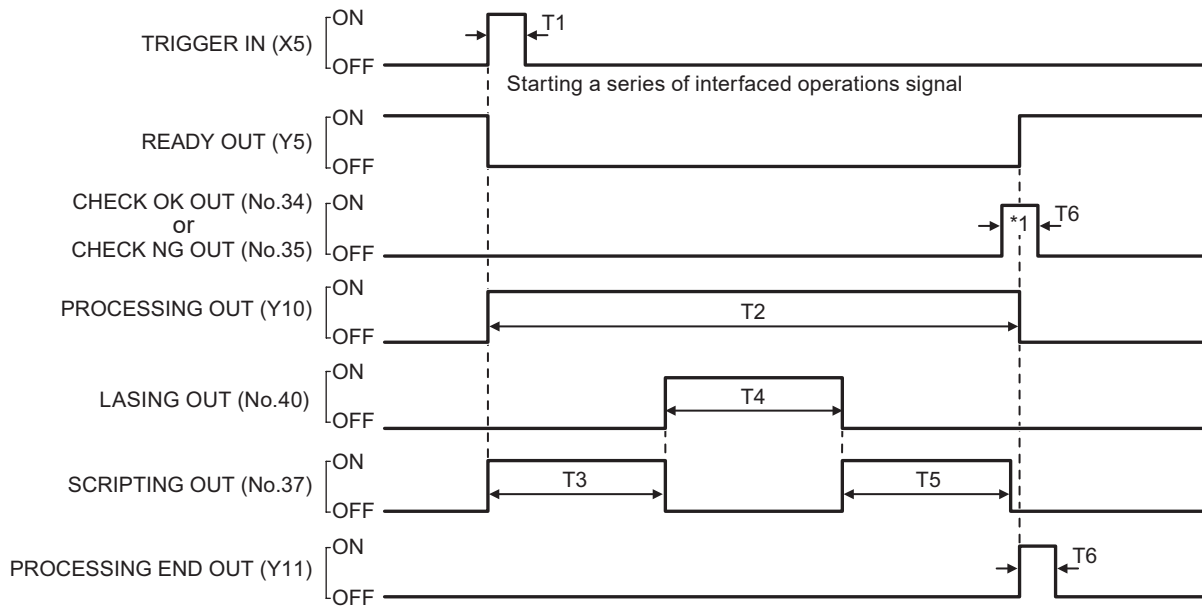 ON
TRIGGER IN (X5)
OFF
T1
Starting a series of interfaced operations signal
ON
READY OUT (Y5)
OFF
CHECK OK OUT (No.34)
or
CHECK NG OUT (No.35)
ON
OFF
*1
T6
ON
PROCESSING OUT (Y10)
OFF
T2
ON
LASING OUT (No.40)
OFF
T4
ON
SCRIPTING OUT (No.37)
OFF
T3
T5
ON
PROCESSING END OUT (Y11)
OFF
T6